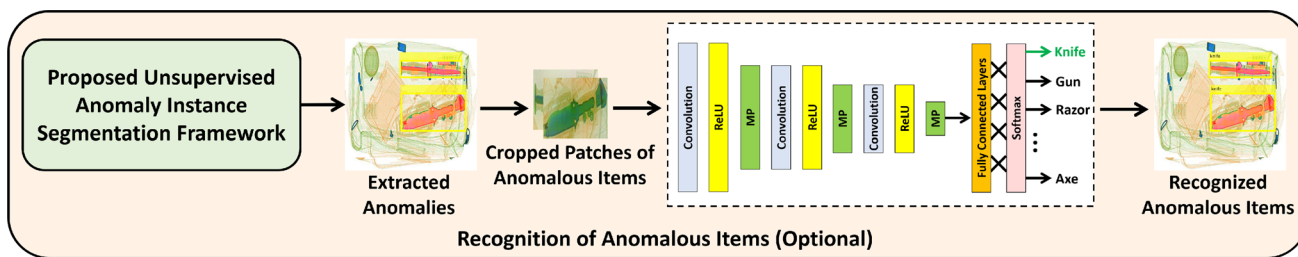 Proposed Unsupervised
Anomaly Instance
Segmentation Framework
Extracted
Anomalies
Cropped Patches of
Anomalous Items
Convolution
ReLU
MP
Convolution
ReLU
MP
Convolution
ReLU
MP
Fully Connected Layers
Softmax
Knife
Gun
Razor
Axe
Knife
Knife
Recognized
Anomalous Items
Recognition of Anomalous Items (Optional)